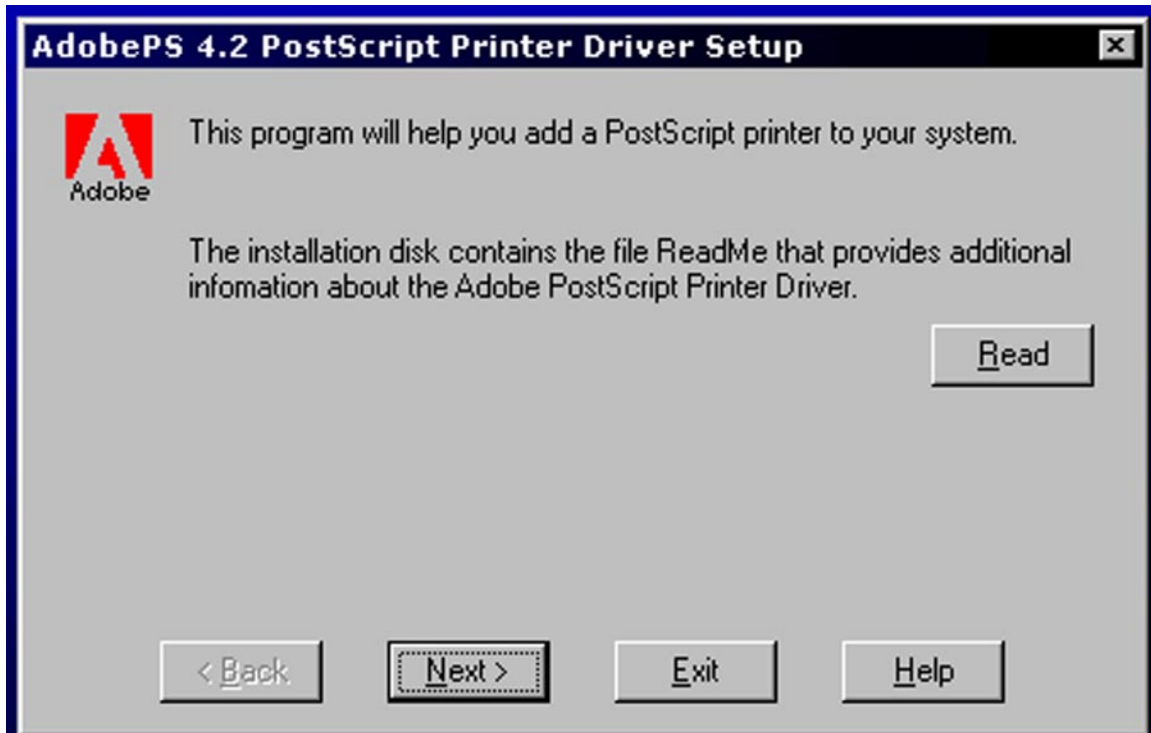 AdobePS 4.2 PostScript Printer Driver Setup
Adobe
This program will help you add a PostScript printer to your system.
The installation disk contains the file ReadMe that provides additional
infomation about the Adobe PostScript Printer Driver.
Read
< Back
Next >
Exit
Help